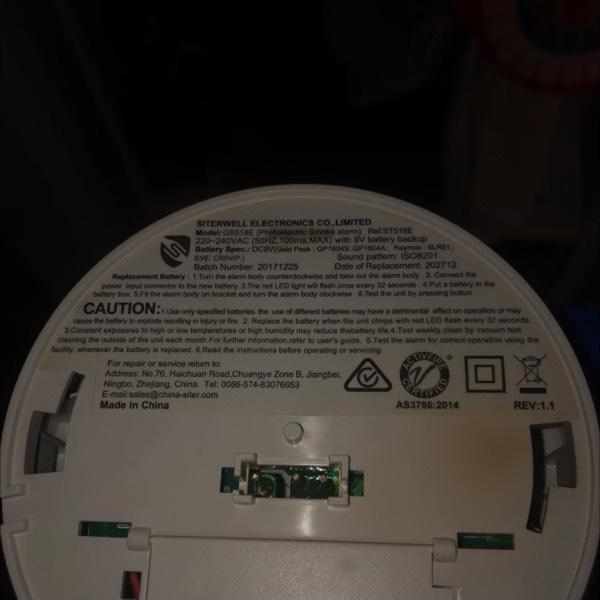 SITERWELL ELECTRONICS CO.,LIMITED
Model:GS518E (Photoelectric Smoke alarm) Ref:ST518E
220~240VAC (50HZ,100ma,MAX) with 9V battery backup
Battery Spec.: DC9V(Gold Peak : GP1604S ,GP1604A ; Raymax : 6LR61;
EVE: CR9V/P.) Sound pattern: ISO8201
Batch Number: 20171225 Date of Replacement: 202712
Replacement Battery : 1.Turn the alarm body counterclockwise and take out the alarm body . 2. Connect the
power input connector to the new battery. 3.The red LED will flash once every 32 seconds . 4.Put a battery in the
battery box. 5.Fit the alarm body on bracket and turn the alarm body clockwise . 6.Test the unit by pressing button .
CAUTION: 1.Use only specified batteries. the use of different batteries may have a detrimental effect on operation or may
cause the battery to explode resulting in injury or fire. 2. Replace the battery when the unit chirps with red LED flash every 32 seconds.
3.Constant exposures to high or low temperatures or high humidity may reduce thebattery life.4.Test weekly,clean by vacuum test
cleaning the outside of the unit each month.For further information,refer to user's guide. 5.Test the alarm for correct operation using the
facility, whenever the battery is replaced. 6.Read the instructions before operating or servicing.
For repair or service return to:
Address: No.76, Haichuan Road,Chuangye Zone B, Jiangbei,
Ningbo, Zhejiang, China. Tel: 0086-574-83076653
E-mail:sales@china-siter.com
Made in China
ACTIVFIRE
CERTIFIED
®
AS3786:2014
REV:1.1